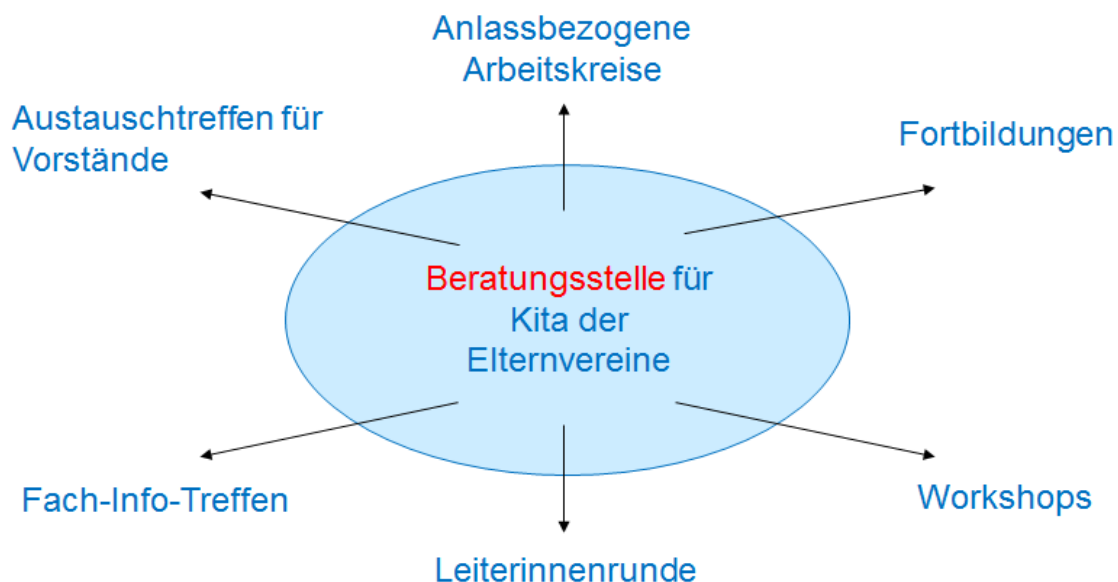 Anlassbezogene
Arbeitskreise
Austauschtreffen für
Vorstände
Fortbildungen
Beratungsstelle für
Kita der
Elternvereine
Fach-Info-Treffen
Workshops
Leiterinnenrunde